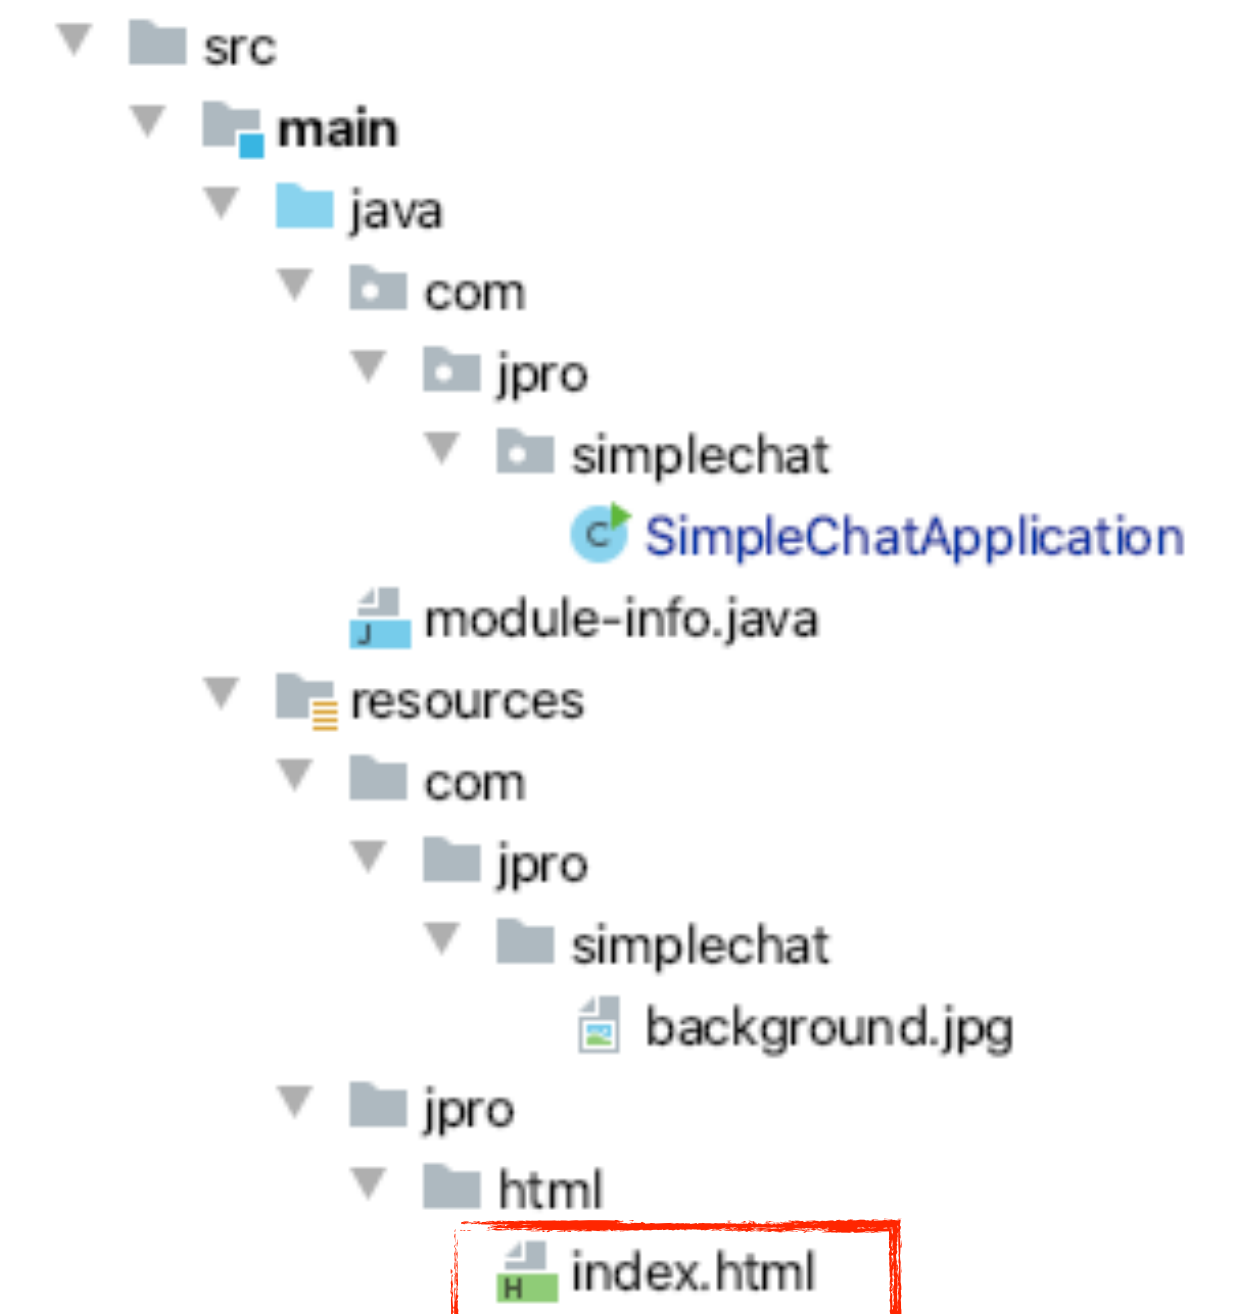 src
main
java
com
jpro
simplechat
C SimpleChatApplication
J module-info.java
resources
com
jpro
simplechat
background.jpg
jpro
html
H index.html